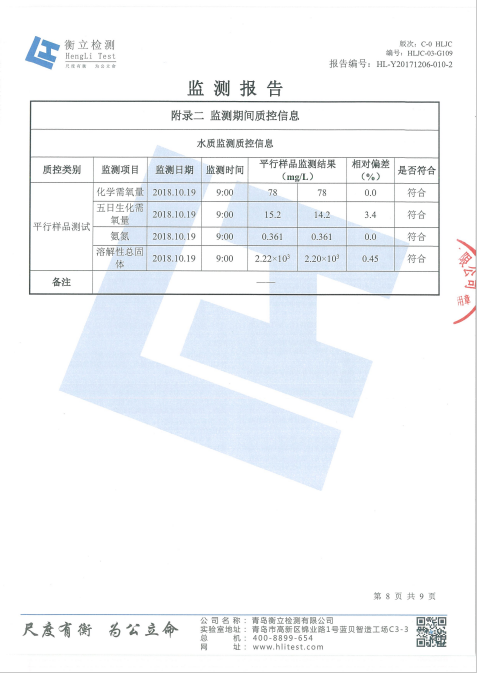 衡立检测
HengLi Test
尺度有衡 为公立命
版次：C-0 HLJC
编号：HLJC-03-G109
报告编号：HL-Y20171206-010-2
监 测 报 告
附录二 监测期间质控信息
水质监测质控信息
质控类别 监测项目 监测日期 监测时间 平行样品监测结果（mg/L） 相对偏差（%） 是否符合
平行样品测试
化学需氧量 2018.10.19 9:00 78 78 0.0 符合
五日生化需氧量 2018.10.19 9:00 15.2 14.2 3.4 符合
氨氮 2018.10.19 9:00 0.361 0.361 0.0 符合
溶解性总固体 2018.10.19 9:00 2.22×10³ 2.20×10³ 0.45 符合
备注 ——
限公司
用章
第 8 页 共 9 页
尺度有衡 为公立命
公司名称：青岛衡立检测有限公司
实验室地址：青岛市高新区锦业路1号蓝贝智造工场C3-3
总 机：400-8899-654
网 址：www.hlitest.com